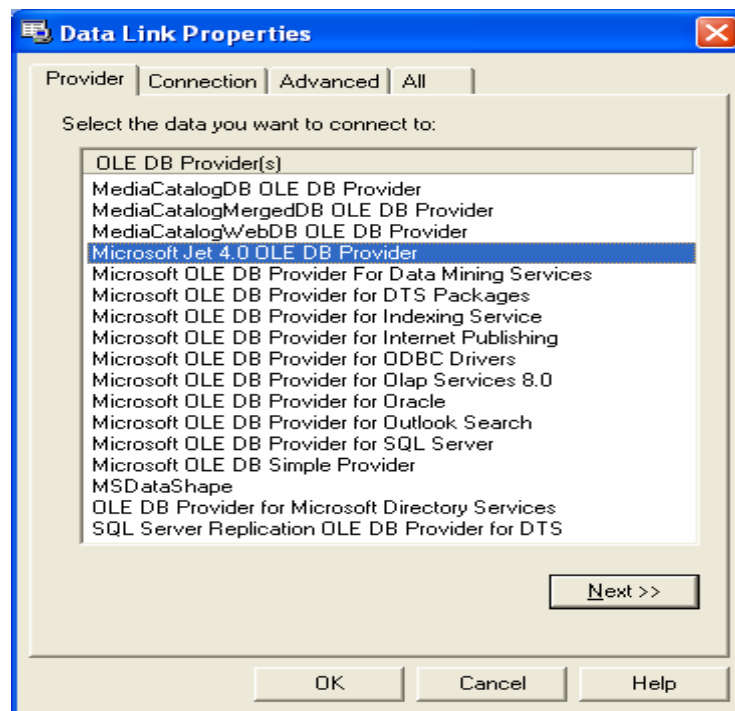 Data Link Properties
Provider Connection Advanced All
Select the data you want to connect to:
OLE DB Provider(s)
MediaCatalogDB OLE DB Provider
MediaCatalogMergedDB OLE DB Provider
MediaCatalogWebDB OLE DB Provider
Microsoft Jet 4.0 OLE DB Provider
Microsoft OLE DB Provider For Data Mining Services
Microsoft OLE DB Provider for DTS Packages
Microsoft OLE DB Provider for Indexing Service
Microsoft OLE DB Provider for Internet Publishing
Microsoft OLE DB Provider for ODBC Drivers
Microsoft OLE DB Provider for Olap Services 8.0
Microsoft OLE DB Provider for Oracle
Microsoft OLE DB Provider for Outlook Search
Microsoft OLE DB Provider for SQL Server
Microsoft OLE DB Simple Provider
MSDataShape
OLE DB Provider for Microsoft Directory Services
SQL Server Replication OLE DB Provider for DTS
Next >>
OK Cancel Help